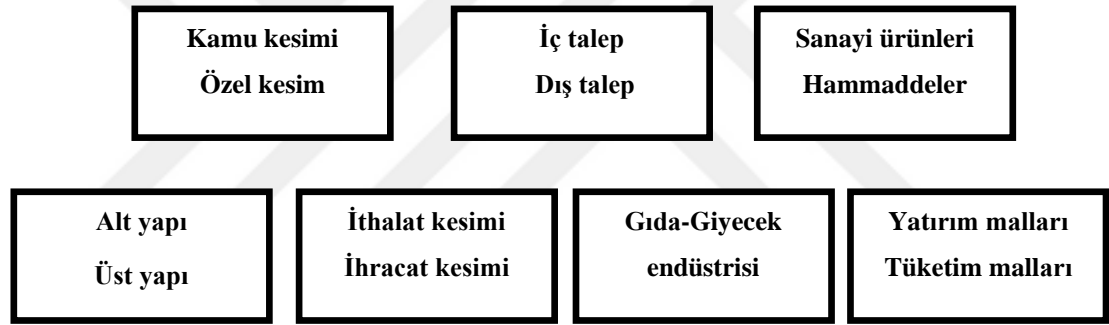 Kamu kesimi
Özel kesim
İç talep
Dış talep
Sanayi ürünleri
Hammaddeler
Alt yapı
Üst yapı
İthalat kesimi
İhracat kesimi
Gıda-Giyecek
endüstrisi
Yatırım malları
Tüketim malları